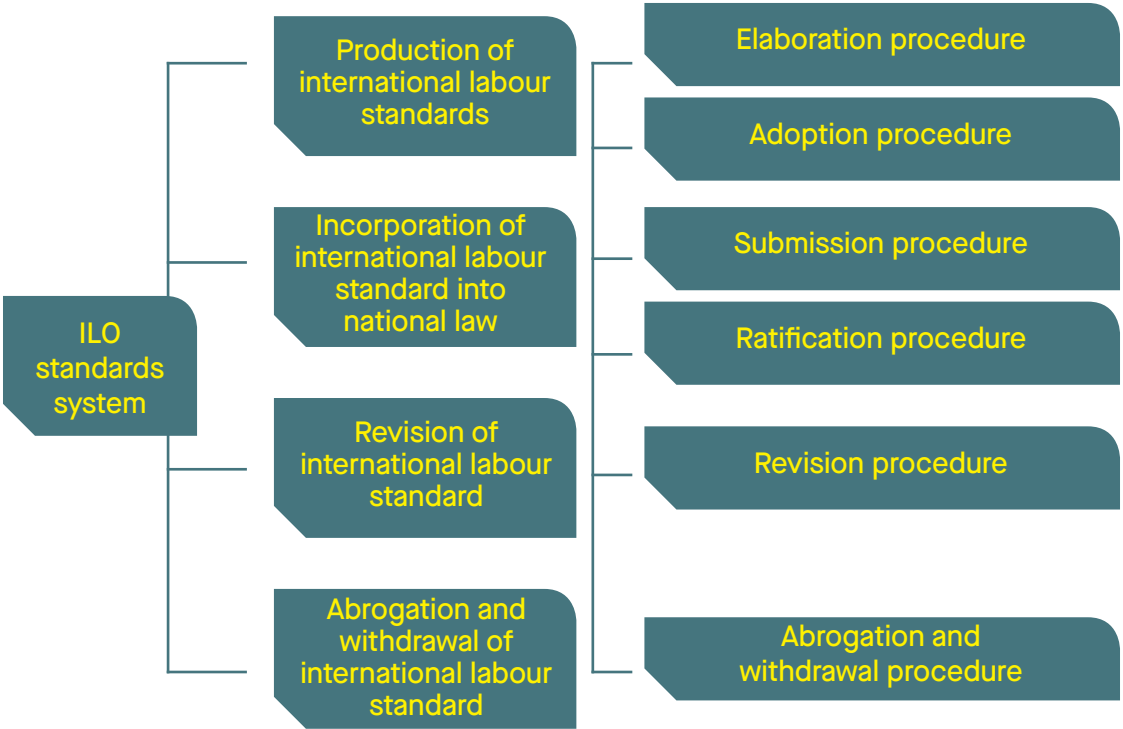 ILO
standards
system
Production of
international labour
standards
Incorporation of
international labour
standard into
national law
Revision of
international labour
standard
Abrogation and
withdrawal of
international labour
standard
Elaboration procedure
Adoption procedure
Submission procedure
Ratification procedure
Revision procedure
Abrogation and
withdrawal procedure